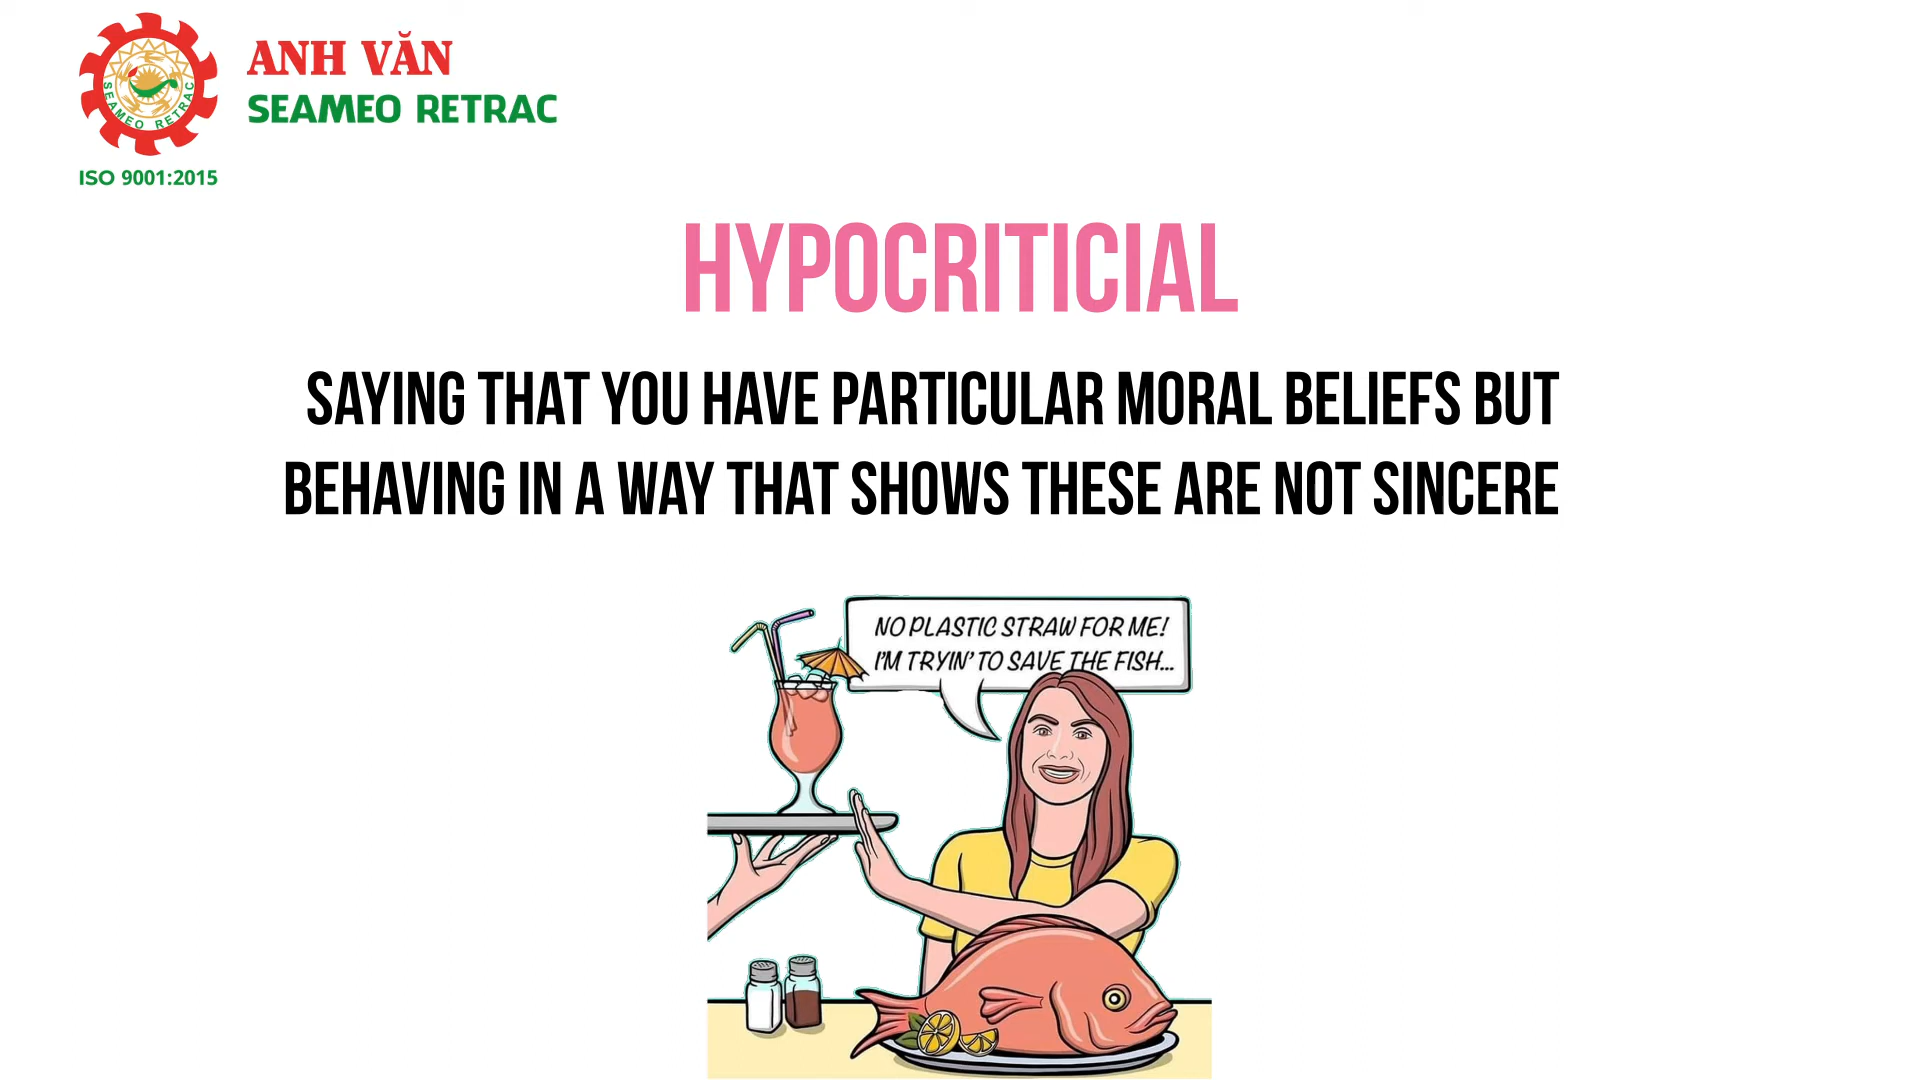 ANH VĂN
SEAMEO RETRAC
SEAMEO RETRAC
ISO 9001:2015
HYPOCRITICIAL
SAYING THAT YOU HAVE PARTICULAR MORAL BELIEFS BUT
BEHAVING IN A WAY THAT SHOWS THESE ARE NOT SINCERE
NO PLASTIC STRAW FOR ME!
I'M TRYIN' TO SAVE THE FISH...